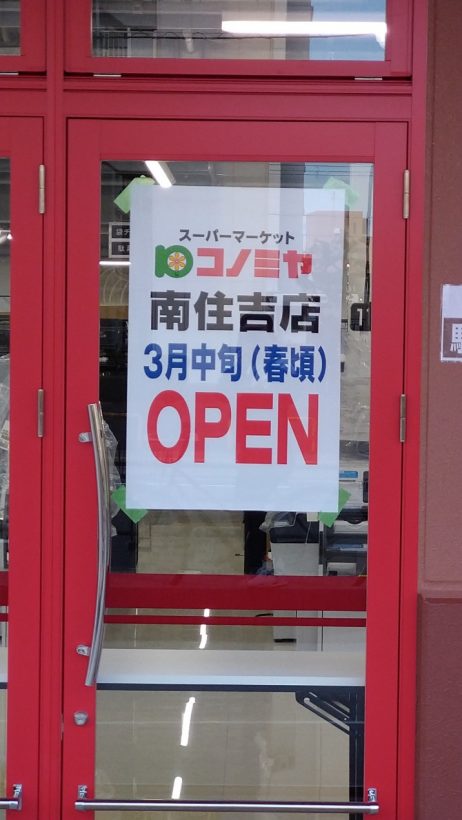 スーパーマーケット
コノミヤ
南住吉店
3月中旬(春頃)
OPEN